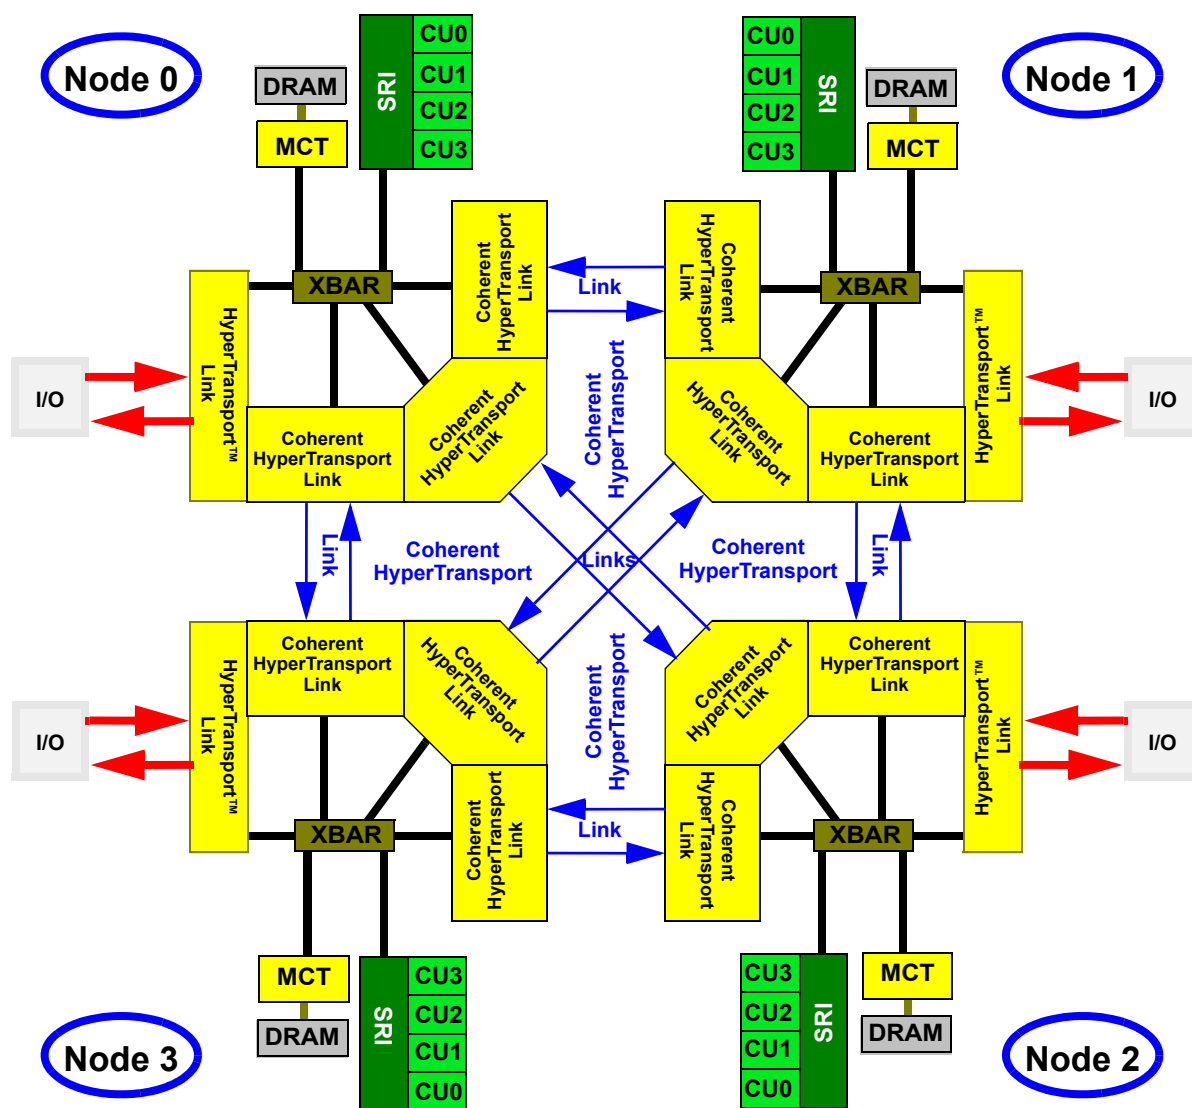 Node 0
DRAM
MCT
SRI
CU0
CU1
CU2
CU3
CU0
CU1
CU2
CU3
SRI
DRAM
MCT
Node 1
XBAR
Coherent
HyperTransport
Link
Link
Coherent
HyperTransport
Link
XBAR
I/O
HyperTransport™
Link
Coherent
HyperTransport
Link
Coherent
HyperTransport
Link
Coherent
HyperTransport
Coherent
HyperTransport
Link
Coherent
HyperTransport
Link
HyperTransport™
Link
I/O
Link
Coherent
HyperTransport
Links
Coherent
HyperTransport
Link
I/O
HyperTransport™
Link
Coherent
HyperTransport
Link
Coherent
HyperTransport
Link
Coherent
HyperTransport
Coherent
HyperTransport
Link
Coherent
HyperTransport
Link
HyperTransport™
Link
I/O
XBAR
Coherent
HyperTransport
Link
Link
Coherent
HyperTransport
Link
XBAR
MCT
DRAM
SRI
CU3
CU2
CU1
CU0
Node 3
CU3
CU2
CU1
CU0
SRI
MCT
DRAM
Node 2